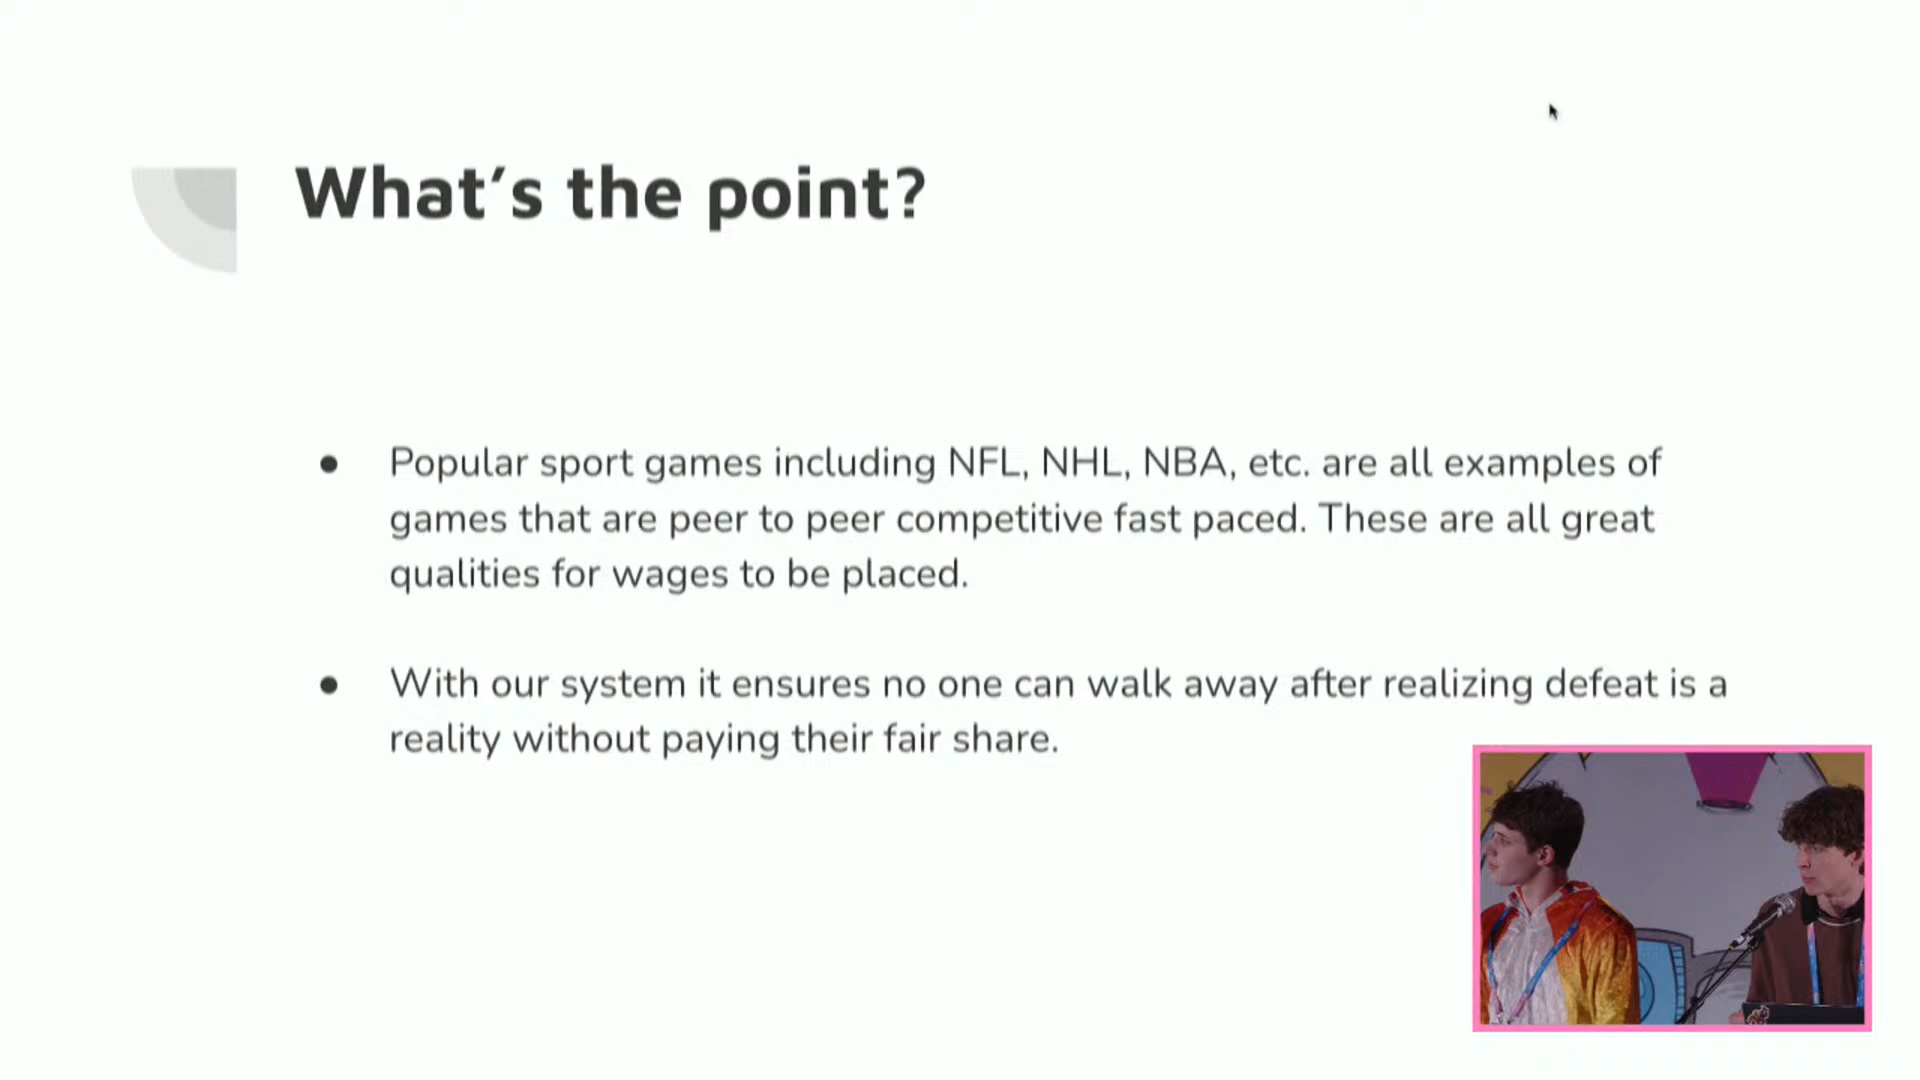 What's the point?
● Popular sport games including NFL, NHL, NBA, etc. are all examples of
games that are peer to peer competitive fast paced. These are all great
qualities for wages to be placed.
● With our system it ensures no one can walk away after realizing defeat is a
reality without paying their fair share.